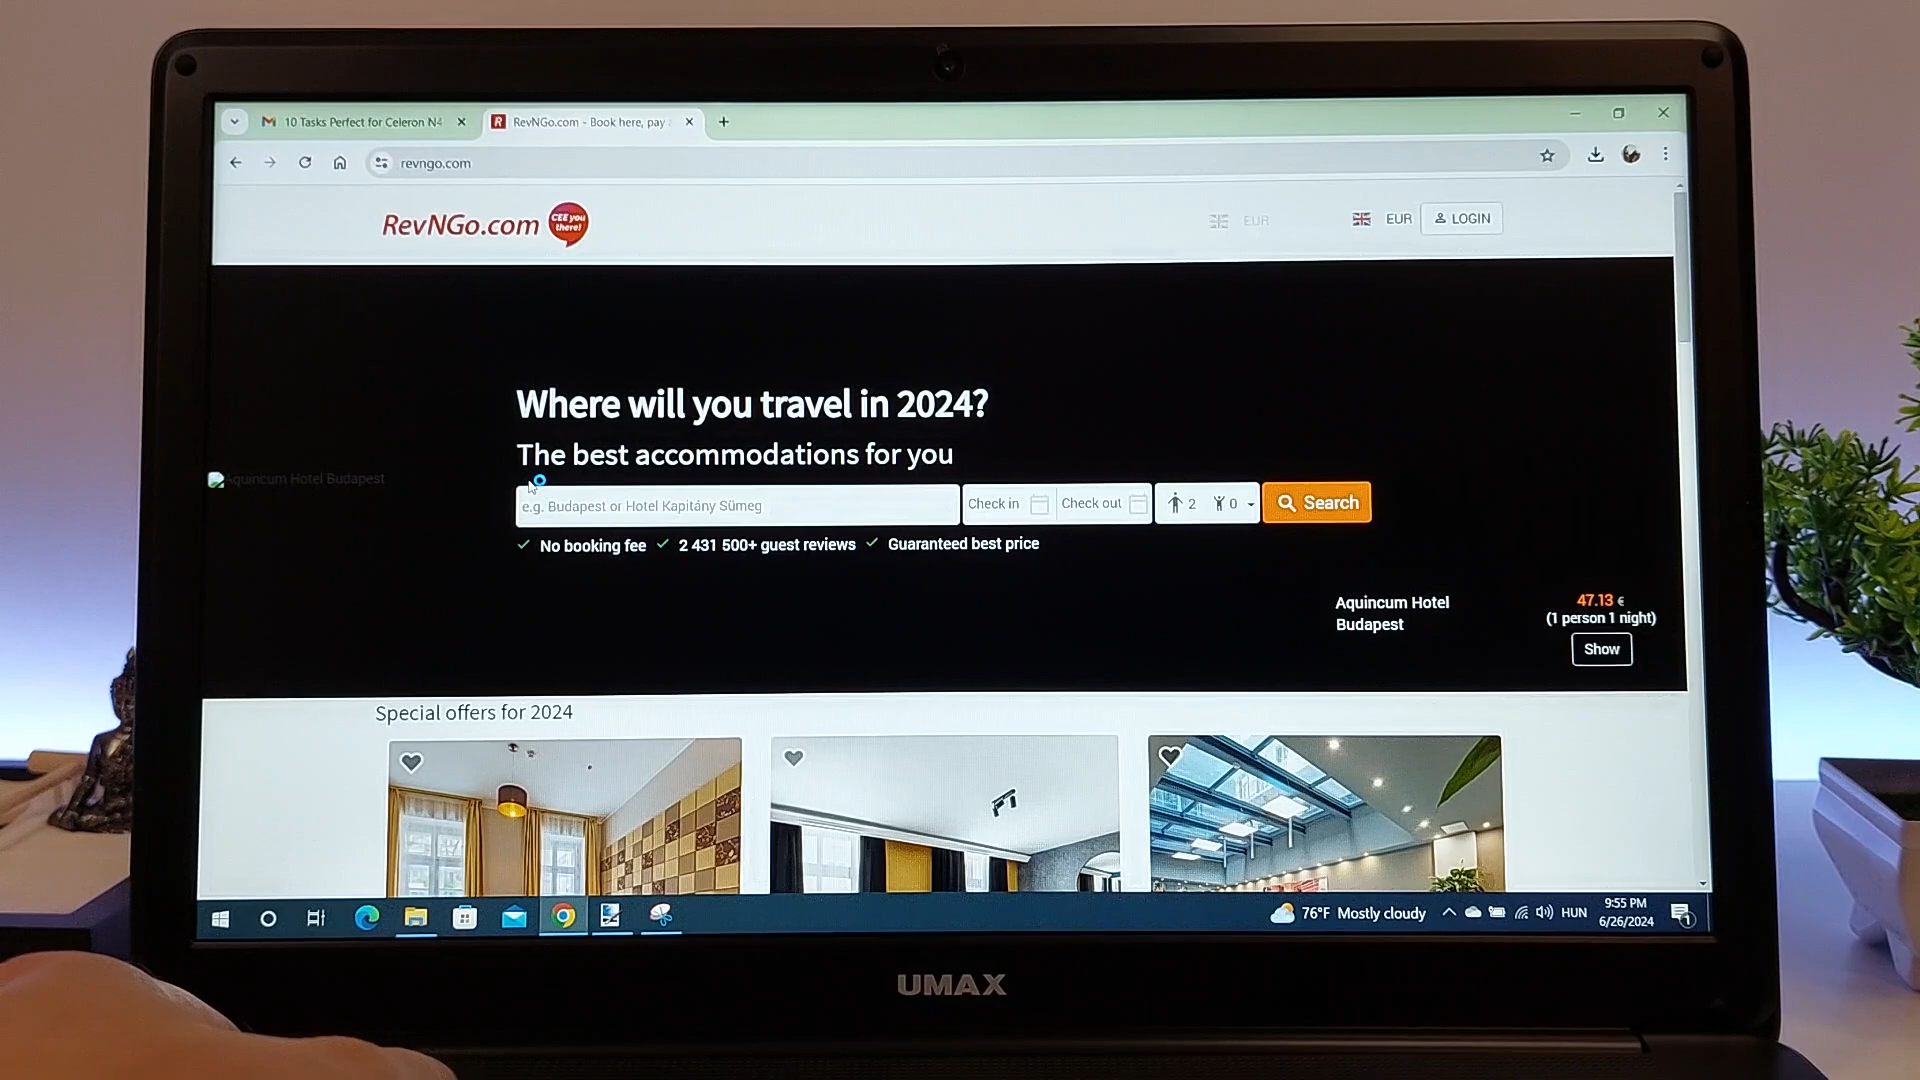 10 Tasks Perfect for Celeron N4
RevNGo.com - Book here, pay
revngo.com
RevNGo.com
CEE you
there!
EUR
EUR
LOGIN
Where will you travel in 2024?
The best accommodations for you
Aquincum Hotel Budapest
e.g. Budapest or Hotel Kapitány Sümeg
Check in
Check out
2
0
Search
No booking fee
2 431 500+ guest reviews
Guaranteed best price
Aquincum Hotel
Budapest
47.13 €
(1 person 1 night)
Show
Special offers for 2024
76°F Mostly cloudy
HUN
9:55 PM
6/26/2024
1
UMAX